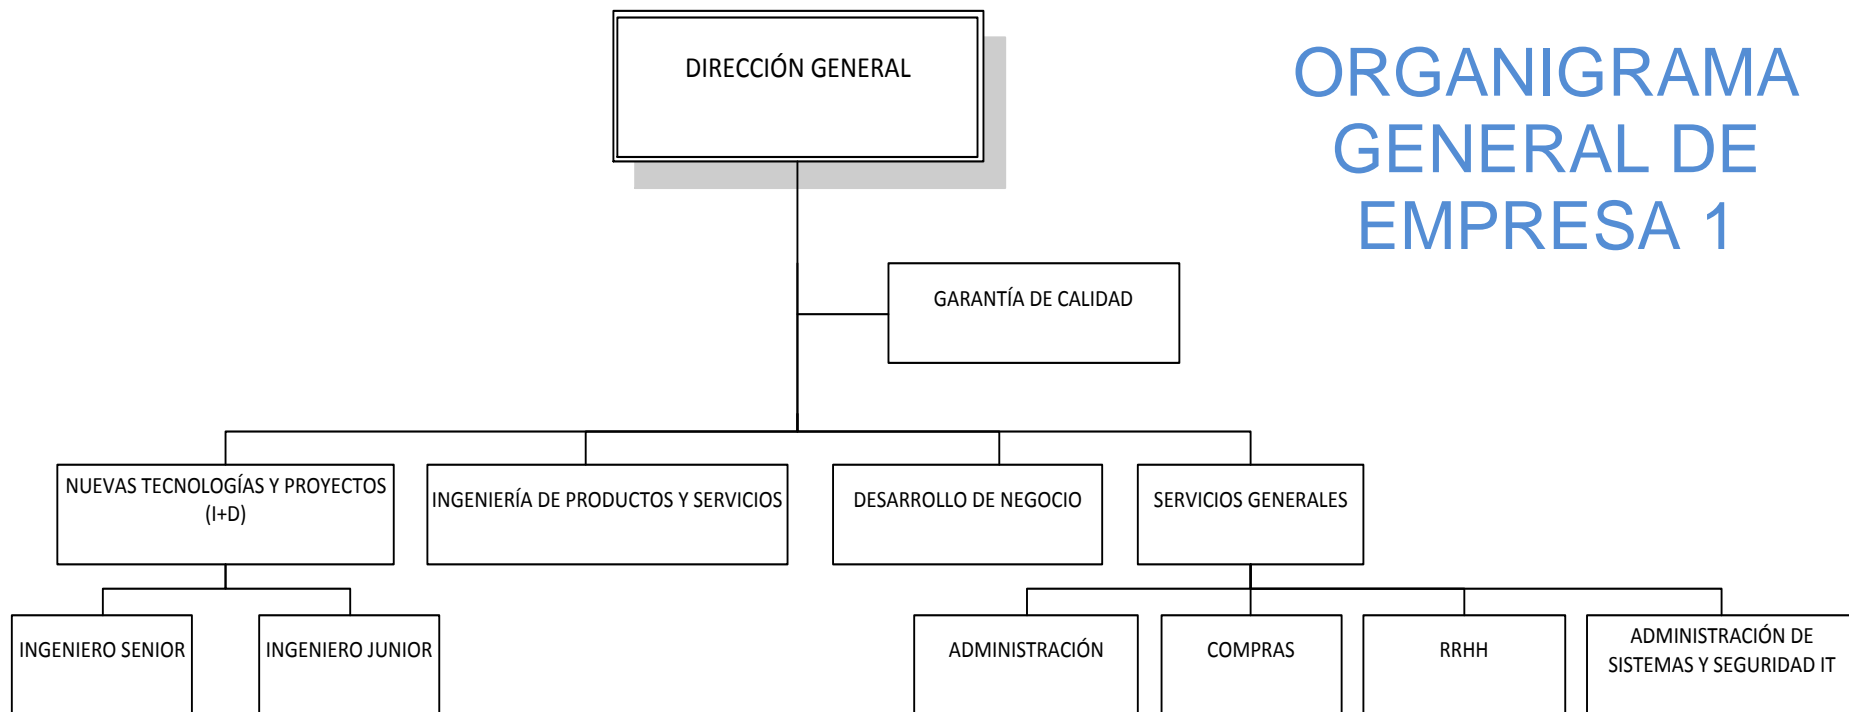 DIRECCIÓN GENERAL
ORGANIGRAMA
GENERAL DE
EMPRESA 1
GARANTÍA DE CALIDAD
NUEVAS TECNOLOGÍAS Y PROYECTOS
(I+D)
INGENIERÍA DE PRODUCTOS Y SERVICIOS
DESARROLLO DE NEGOCIO
SERVICIOS GENERALES
INGENIERO SENIOR
INGENIERO JUNIOR
ADMINISTRACIÓN
COMPRAS
RRHH
ADMINISTRACIÓN DE
SISTEMAS Y SEGURIDAD IT